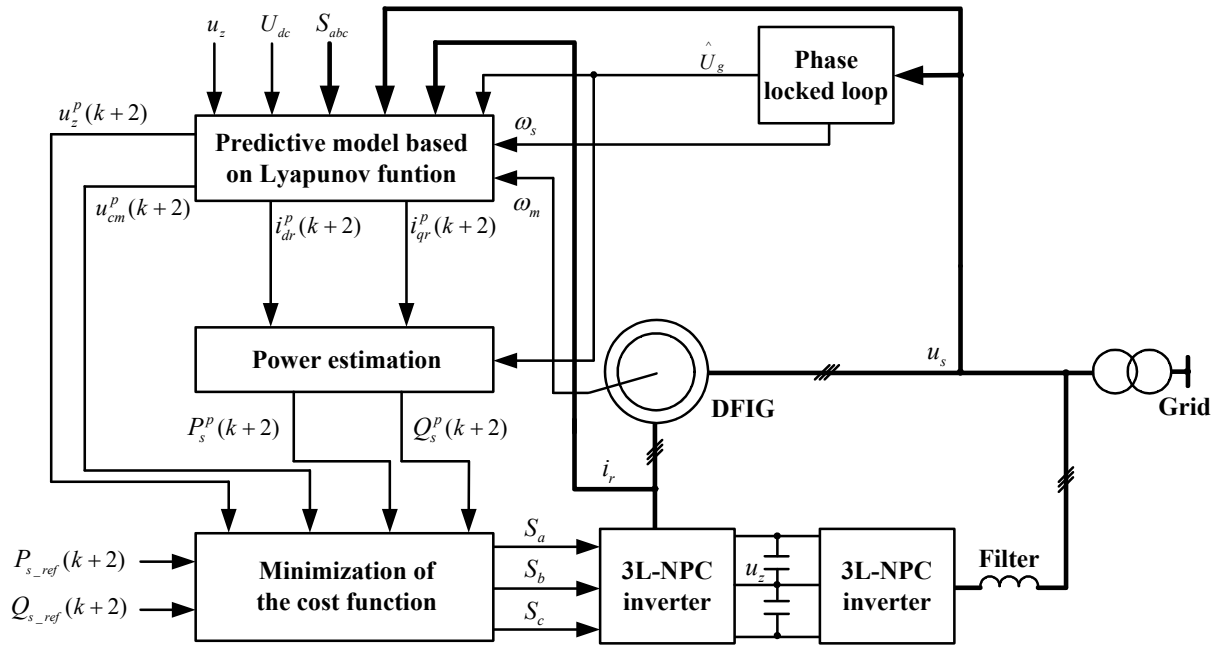 u_z U_dc S_abc
Û_g
Phase
locked loop
u_z^p(k+2)
ω_s
Predictive model based
on Lyapunov funtion
u_cm^p(k+2)
ω_m
i_dr^p(k+2) i_qr^p(k+2)
Power estimation
u_s
DFIG
Grid
P_s^p(k+2) Q_s^p(k+2)
i_r
P_s_ref(k+2)
Q_s_ref(k+2)
Minimization of
the cost function
S_a
S_b
S_c
3L-NPC
inverter
u_z
3L-NPC
inverter
Filter